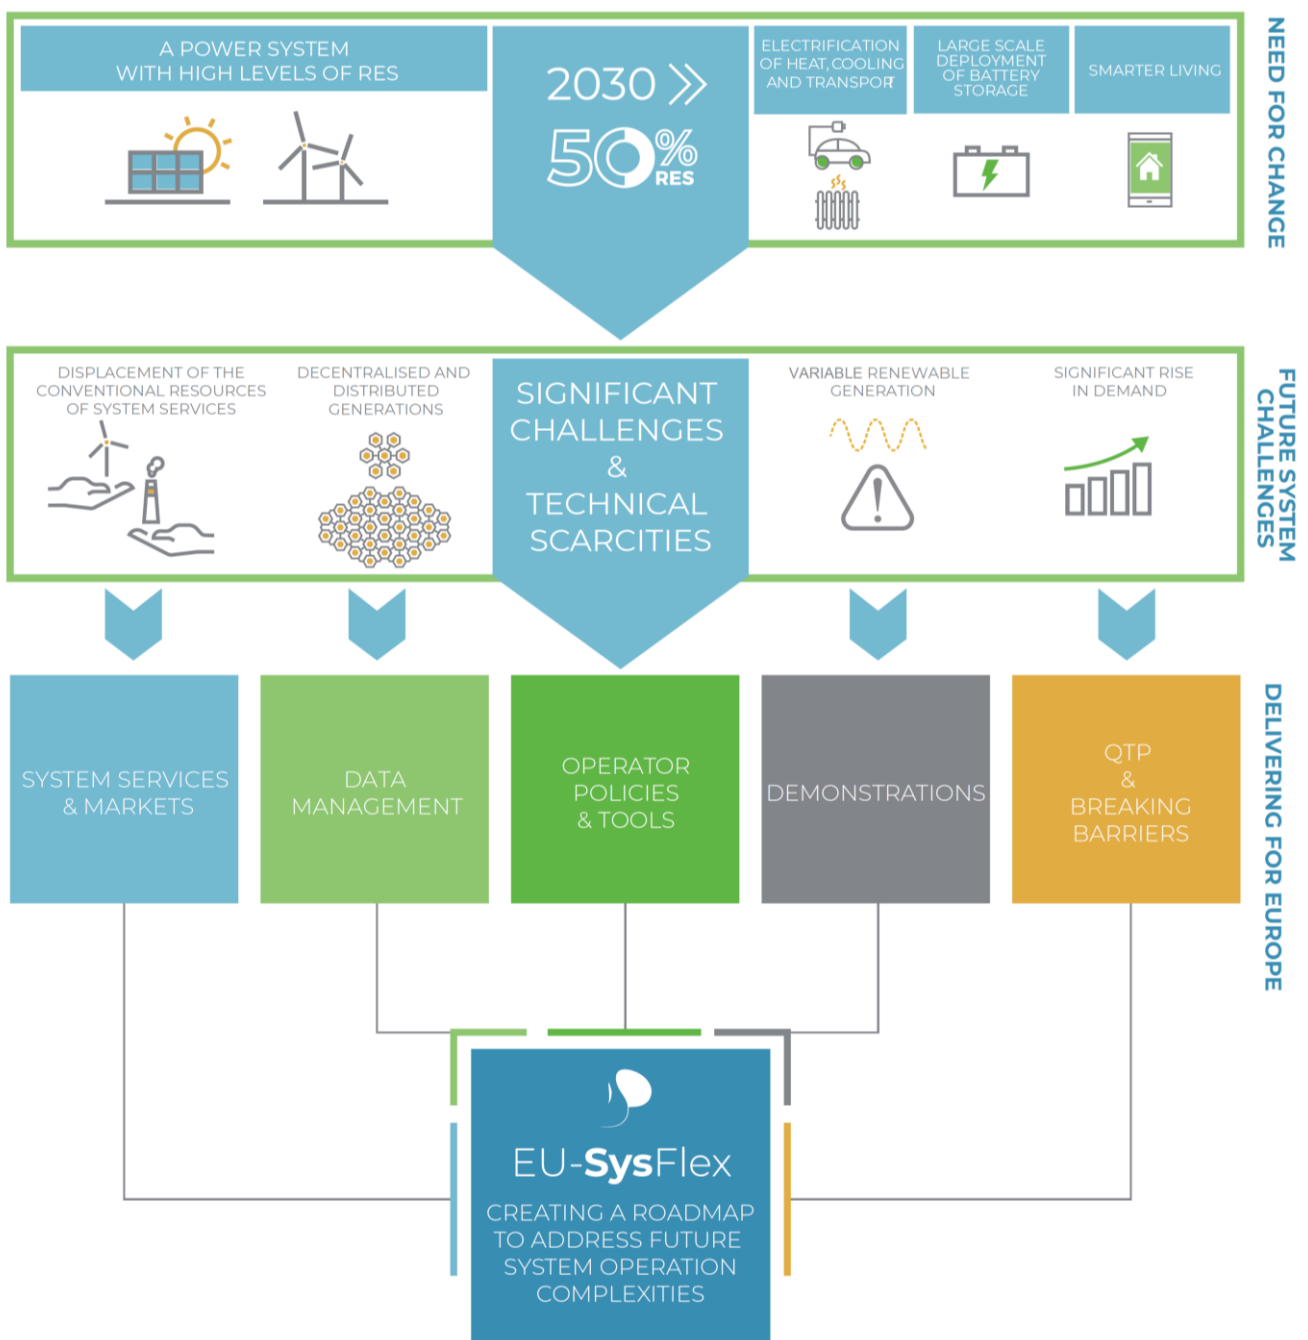 A POWER SYSTEM
WITH HIGH LEVELS OF RES
2030
50%
RES
ELECTRIFICATION
OF HEAT, COOLING
AND TRANSPORT
LARGE SCALE
DEPLOYMENT
OF BATTERY
STORAGE
SMARTER LIVING
NEED FOR CHANGE
DISPLACEMENT OF THE
CONVENTIONAL RESOURCES
OF SYSTEM SERVICES
DECENTRALISED AND
DISTRIBUTED
GENERATIONS
SIGNIFICANT
CHALLENGES
&
TECHNICAL
SCARCITIES
VARIABLE RENEWABLE
GENERATION
SIGNIFICANT RISE
IN DEMAND
FUTURE SYSTEM
CHALLENGES
SYSTEM SERVICES
& MARKETS
DATA
MANAGEMENT
OPERATOR
POLICIES
& TOOLS
DEMONSTRATIONS
QTP
&
BREAKING
BARRIERS
DELIVERING FOR EUROPE
EU-SysFlex
CREATING A ROADMAP
TO ADDRESS FUTURE
SYSTEM OPERATION
COMPLEXITIES